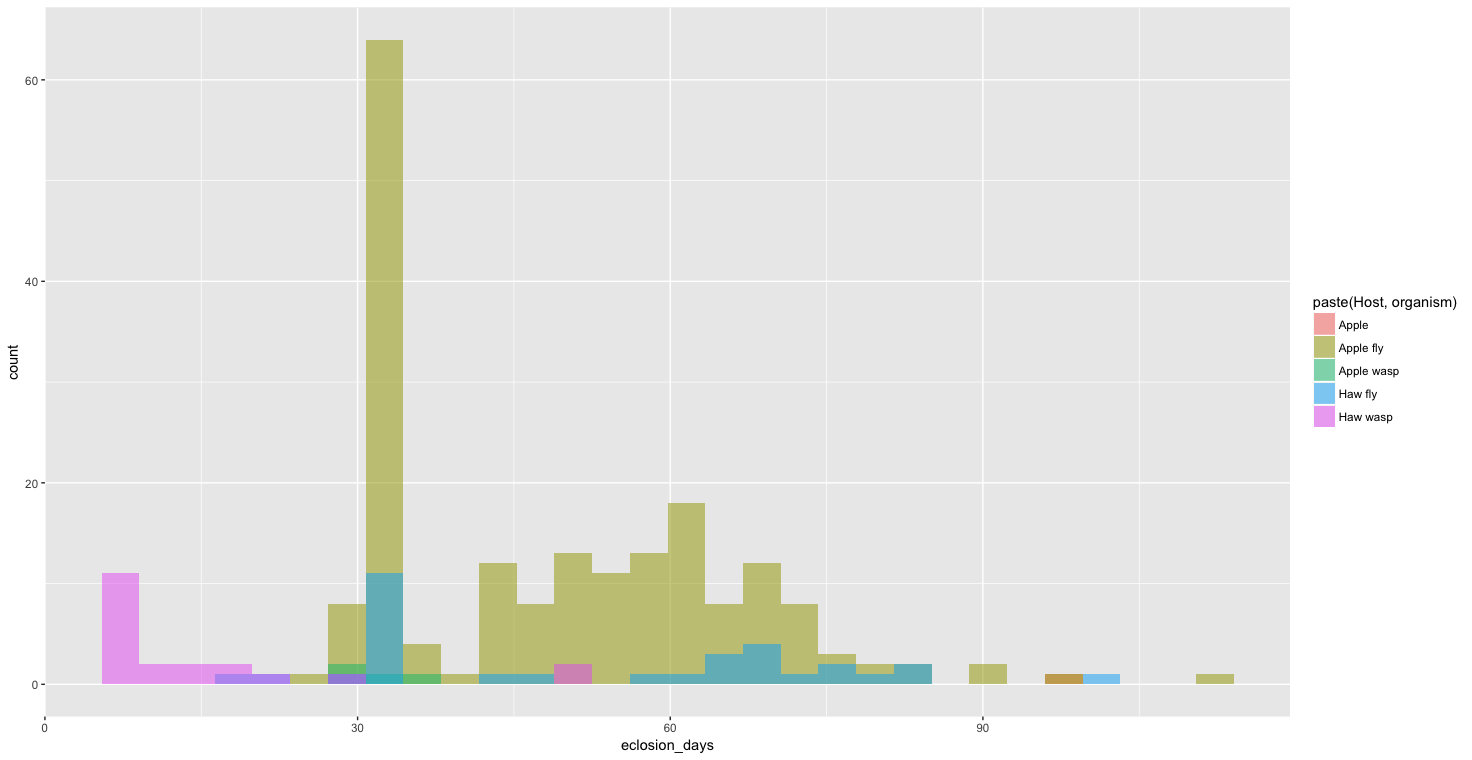 60
40
20
0
count
0 30 60 90
eclosion_days
paste(Host, organism)
Apple
Apple fly
Apple wasp
Haw fly
Haw wasp